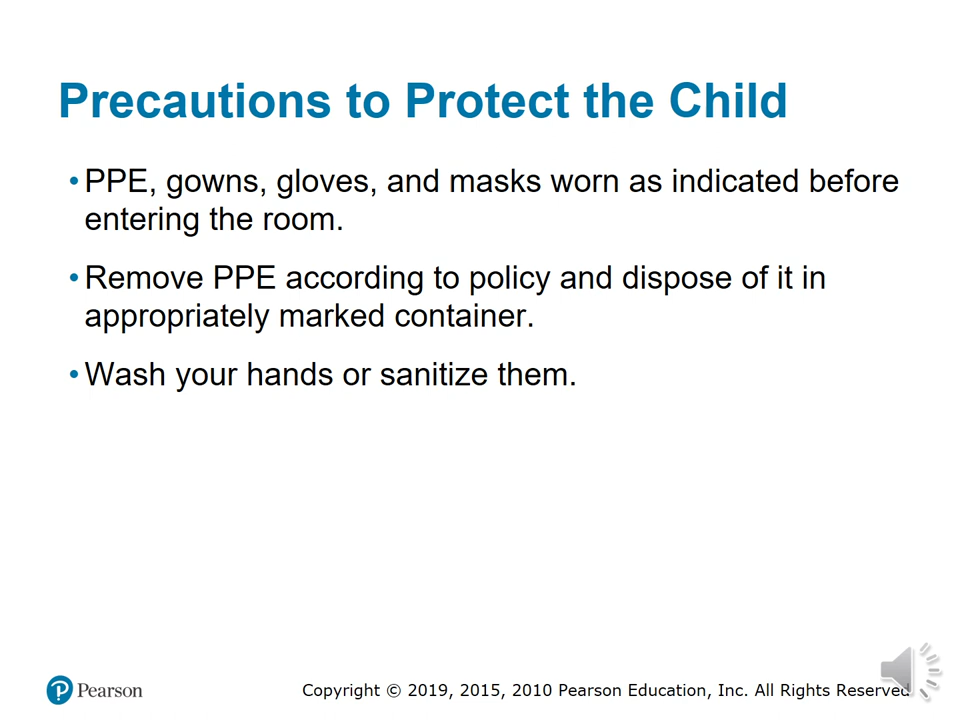 Precautions to Protect the Child
• PPE, gowns, gloves, and masks worn as indicated before
entering the room.
• Remove PPE according to policy and dispose of it in
appropriately marked container.
• Wash your hands or sanitize them.
Pearson
Copyright © 2019, 2015, 2010 Pearson Education, Inc. All Rights Reserved